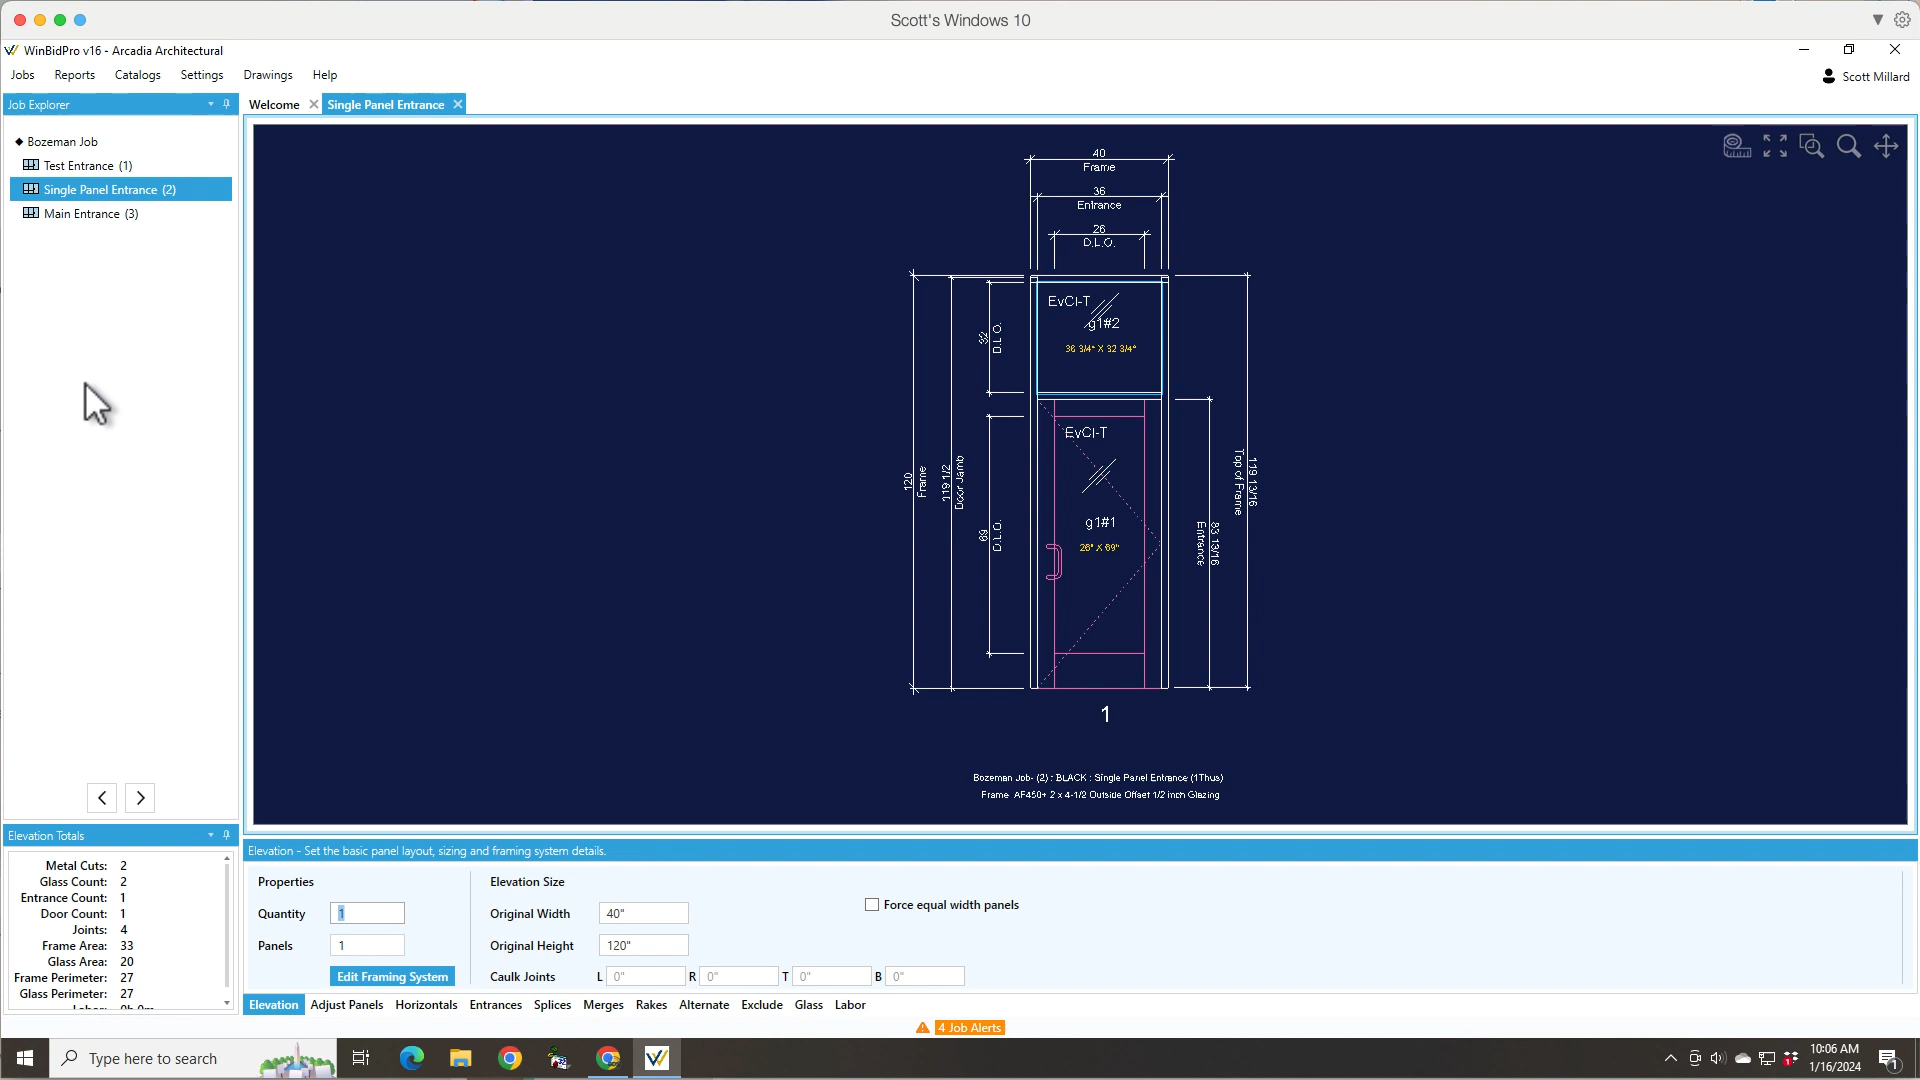 Scott's Windows 10
WinBidPro v16 - Arcadia Architectural
Jobs Reports Catalogs Settings Drawings Help
Scott Millard
Job Explorer
Welcome
Single Panel Entrance
Bozeman Job
Test Entrance (1)
Single Panel Entrance (2)
Main Entrance (3)
40
Frame
36
Entrance
26
D.L.O.
EvCl-T
g1#2
36 3/4" X 32 3/4"
32
D.L.O.
EvCl-T
g1#1
26" X 69"
120
Frame
119 1/2
Door Jamb
69
D.L.O.
83 13/16
Entrance
119 13/16
Top of Frame
1
Bozeman Job- (2) : BLACK : Single Panel Entrance (1Thus)
Frame AF450+ 2 x 4-1/2 Outside Offset 1/2 inch Glazing
Elevation Totals
Metal Cuts: 2
Glass Count: 2
Entrance Count: 1
Door Count: 1
Joints: 4
Frame Area: 33
Glass Area: 20
Frame Perimeter: 27
Glass Perimeter: 27
Elevation - Set the basic panel layout, sizing and framing system details.
Properties
Quantity 1
Panels 1
Edit Framing System
Elevation Size
Original Width 40"
Original Height 120"
Caulk Joints L 0" R 0" T 0" B 0"
Force equal width panels
Elevation Adjust Panels Horizontals Entrances Splices Merges Rakes Alternate Exclude Glass Labor
4 Job Alerts
Type here to search
10:06 AM
1/16/2024
1
1